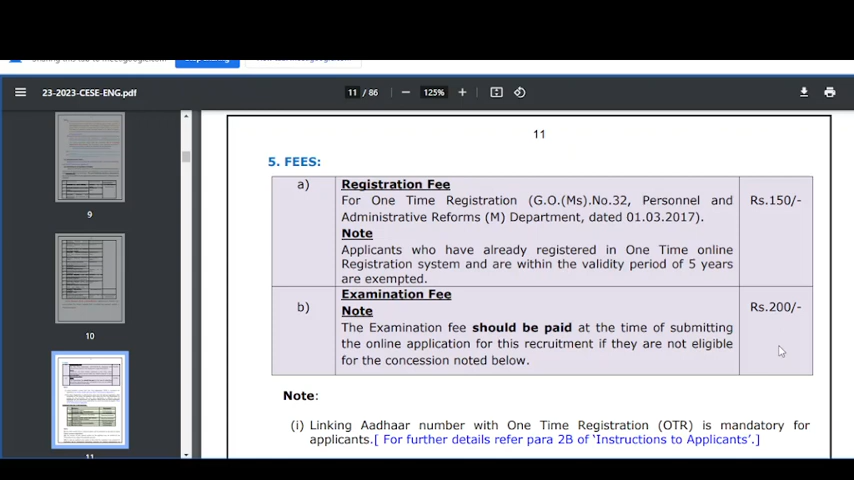 23-2023-CESE-ENG.pdf
11 / 86
125%
9
10
11
11
5. FEES:
a)
Registration Fee
For One Time Registration (G.O.(Ms).No.32, Personnel and
Administrative Reforms (M) Department, dated 01.03.2017).
Rs.150/-
Note
Applicants who have already registered in One Time online
Registration system and are within the validity period of 5 years
are exempted.
b)
Examination Fee
Rs.200/-
Note
The Examination fee should be paid at the time of submitting
the online application for this recruitment if they are not eligible
for the concession noted below.
Note:
(i) Linking Aadhaar number with One Time Registration (OTR) is mandatory for
applicants.[ For further details refer para 2B of ‘Instructions to Applicants’.]